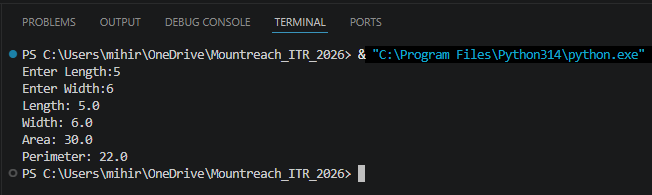 PROBLEMS OUTPUT DEBUG CONSOLE TERMINAL PORTS
PS C:\Users\mihir\OneDrive\Mountreach_ITR_2026> & "C:\Program Files\Python314\python.exe"
Enter Length:5
Enter Width:6
Length: 5.0
Width: 6.0
Area: 30.0
Perimeter: 22.0
PS C:\Users\mihir\OneDrive\Mountreach_ITR_2026>